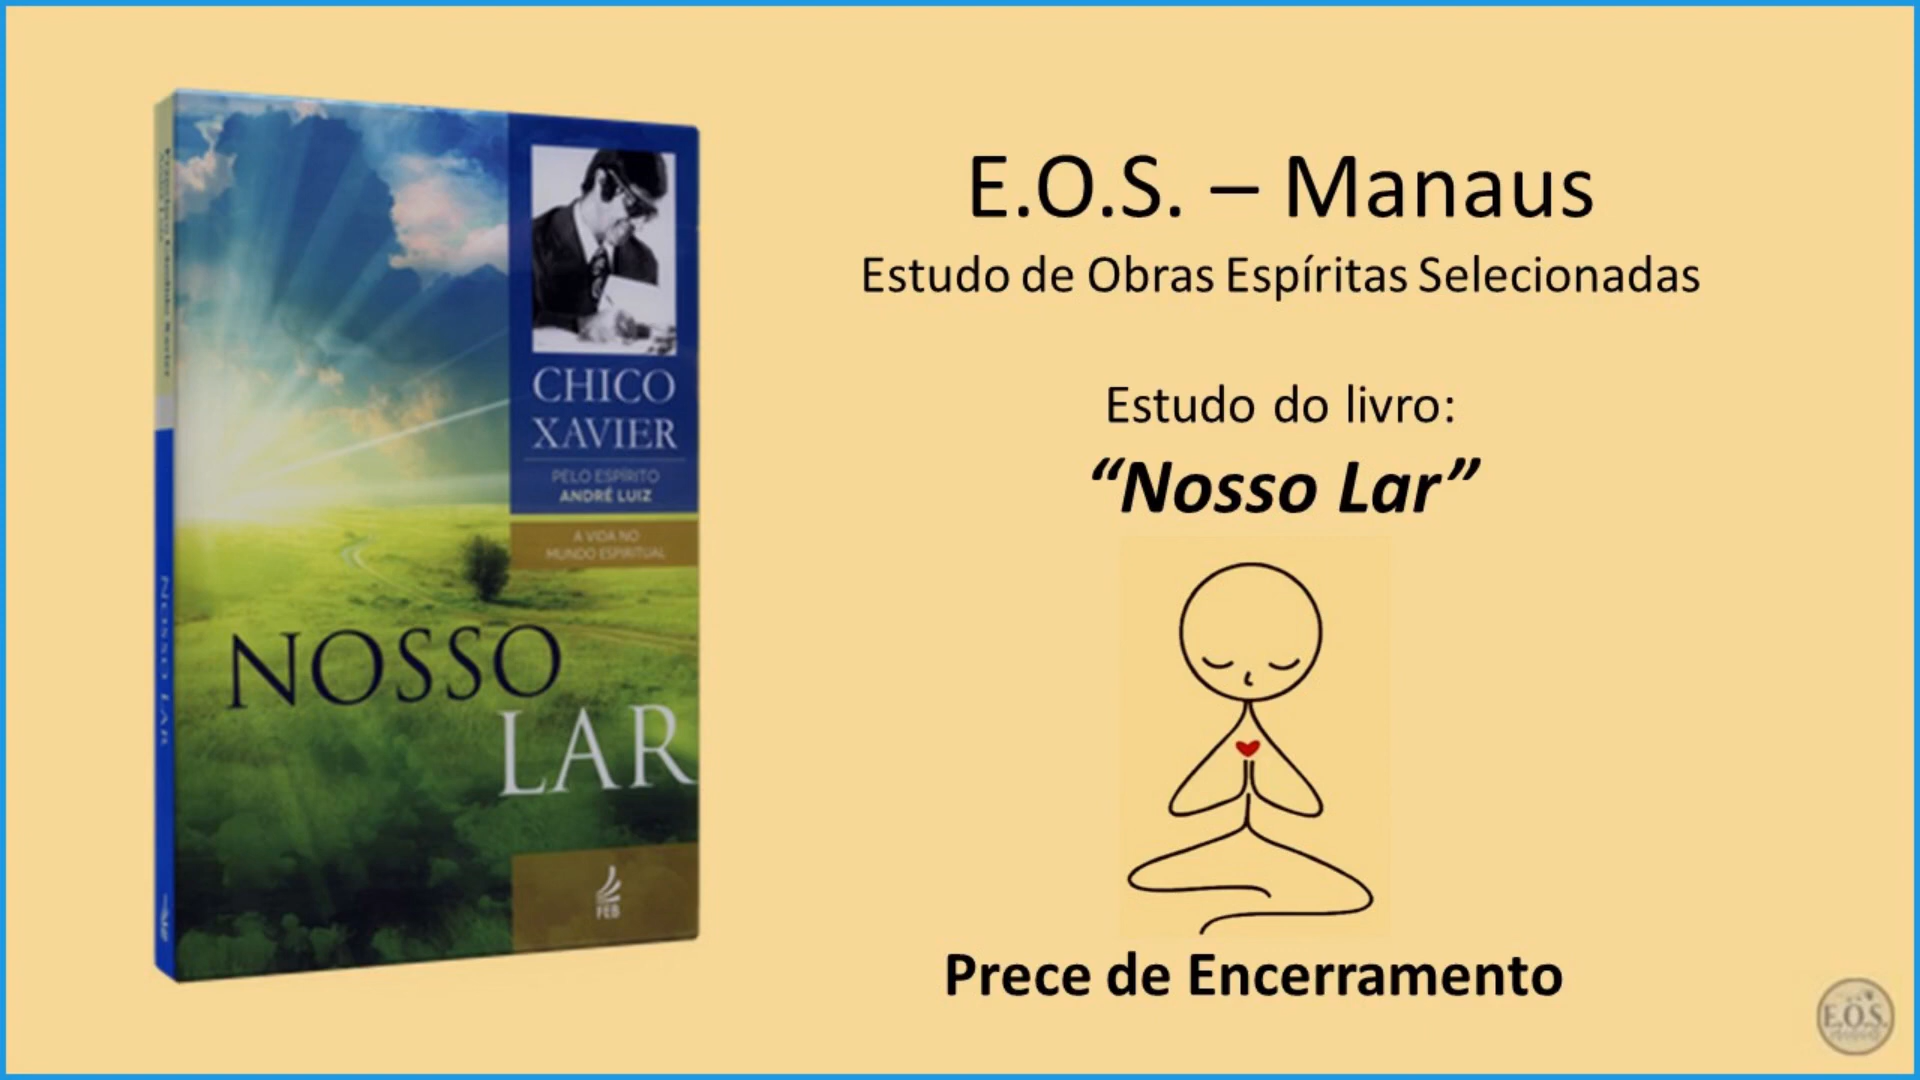 CHICO
XAVIER
PELO ESPÍRITO
ANDRÉ LUIZ
A VIDA NO
MUNDO ESPIRITUAL
NOSSO
LAR
FEB
NOSSO LAR
E.O.S. – Manaus
Estudo de Obras Espíritas Selecionadas
Estudo do livro:
“Nosso Lar”
Prece de Encerramento
E.O.S.